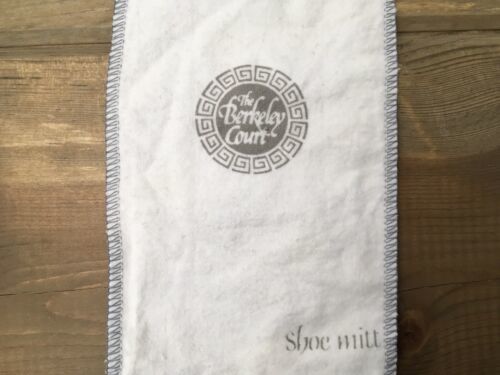 The
Berkeley
Court
Shoe mitt